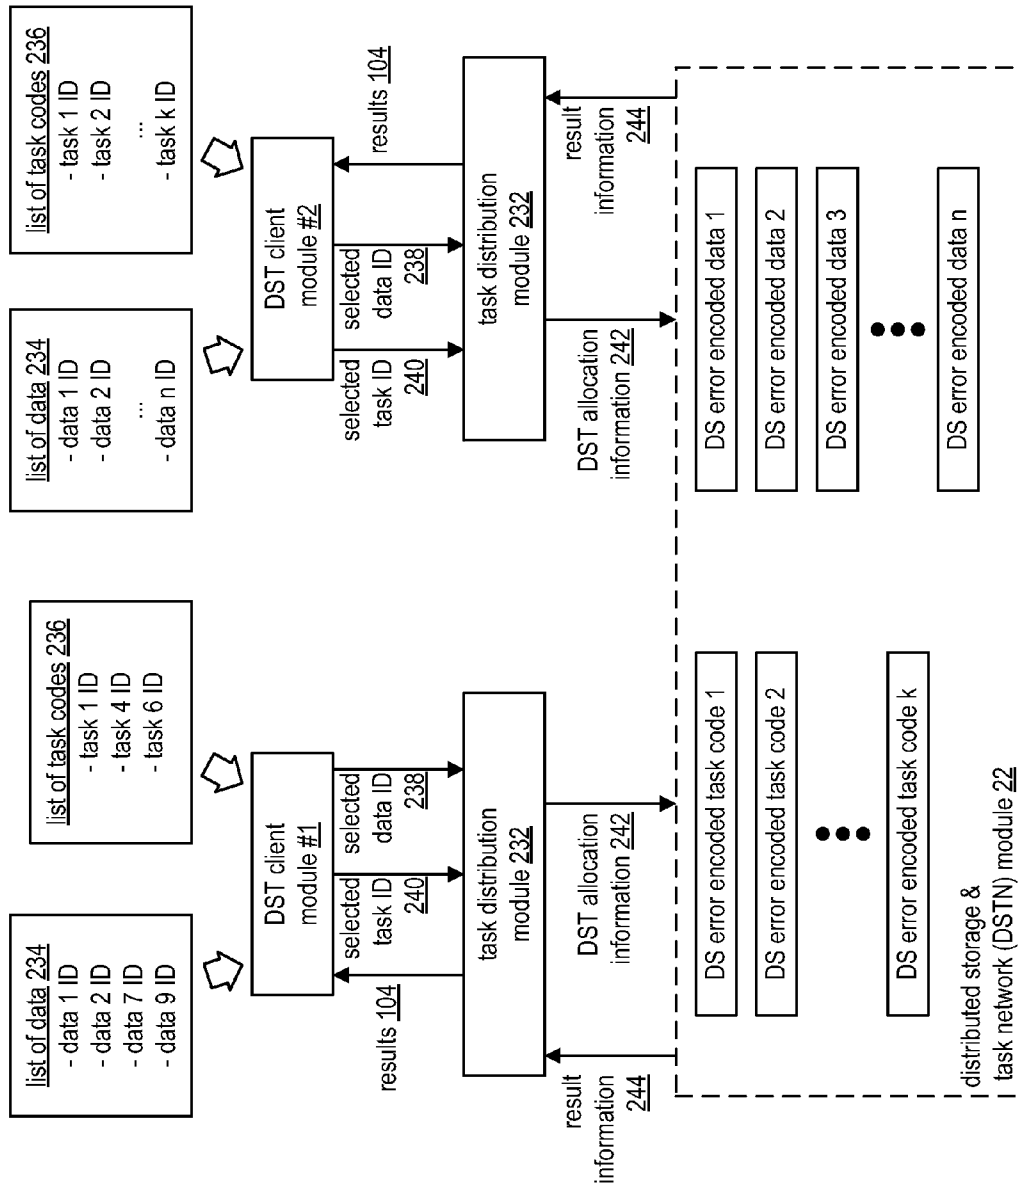 list of data 234
- data 1 ID
- data 2 ID
- data 7 ID
- data 9 ID
list of task codes 236
- task 1 ID
- task 4 ID
- task 6 ID
list of data 234
- data 1 ID
- data 2 ID
...
- data n ID
list of task codes 236
- task 1 ID
- task 2 ID
...
- task k ID
DST client
module #1
DST client
module #2
results 104
selected
task ID
240
selected
data ID
238
selected
task ID
240
selected
data ID
238
results 104
task distribution
module 232
task distribution
module 232
result
information
244
DST allocation
information 242
DST allocation
information 242
result
information
244
DS error encoded task code 1
DS error encoded task code 2
DS error encoded task code k
DS error encoded data 1
DS error encoded data 2
DS error encoded data 3
DS error encoded data n
distributed storage &
task network (DSTN) module 22